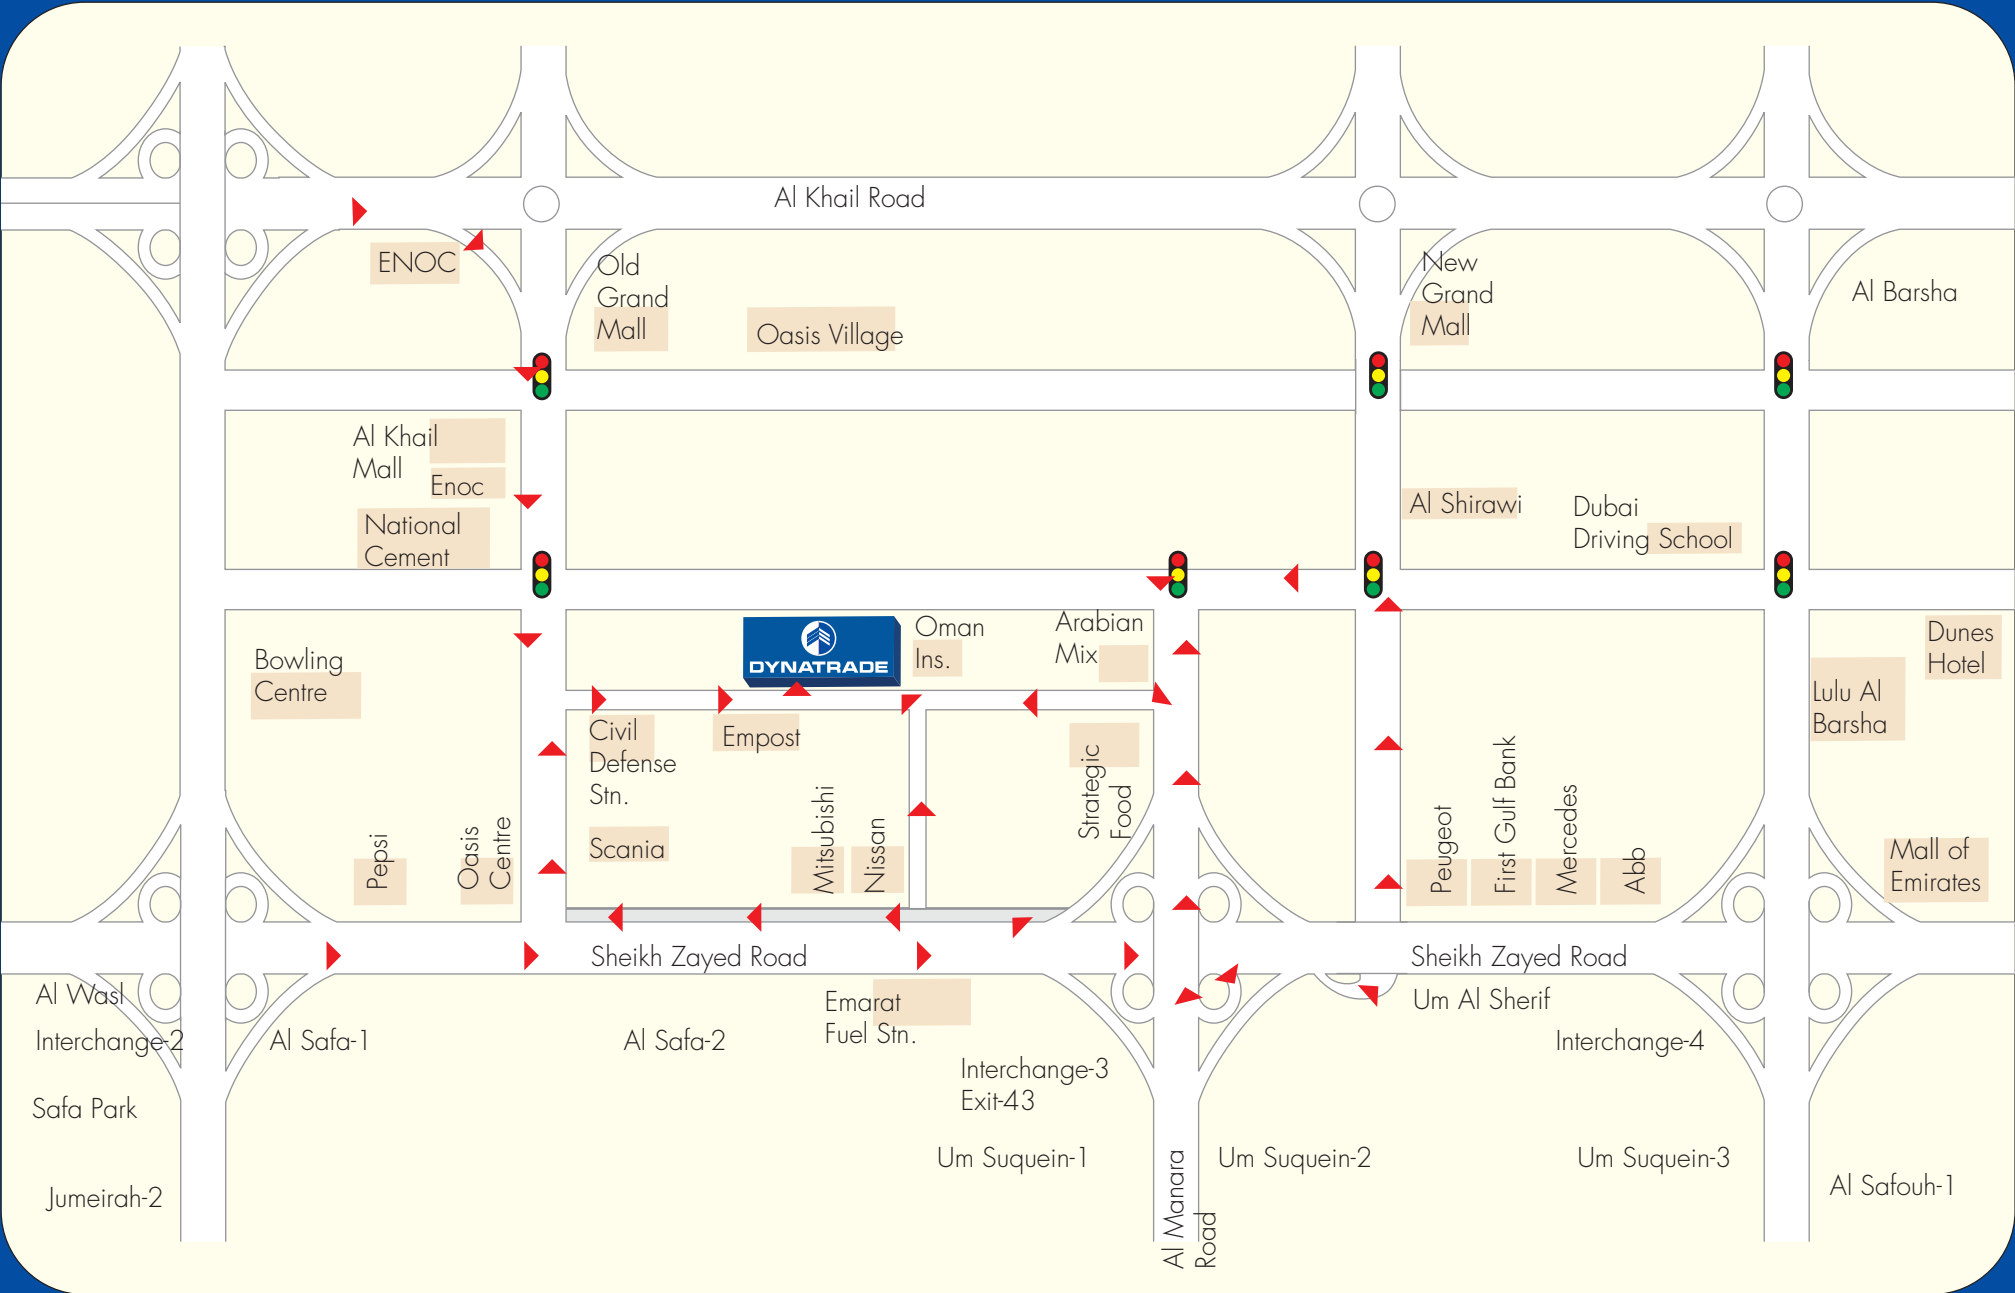 Al Khail Road
ENOC
Old
Grand
Mall
Oasis Village
New
Grand
Mall
Al Barsha
Al Khail
Mall
Enoc
National
Cement
Al Shirawi
Dubai
Driving School
Bowling
Centre
DYNATRADE
Oman
Ins.
Arabian
Mix
Dunes
Hotel
Lulu Al
Barsha
Civil
Defense
Stn.
Empost
Strategic
Food
Scania
Mitsubishi
Nissan
Pepsi
Oasis
Centre
Peugeot
First Gulf Bank
Mercedes
Abb
Mall of
Emirates
Sheikh Zayed Road
Sheikh Zayed Road
Al Wasl
Interchange-2
Al Safa-1
Al Safa-2
Emarat
Fuel Stn.
Um Al Sherif
Interchange-4
Interchange-3
Exit-43
Safa Park
Um Suquein-1
Um Suquein-2
Um Suquein-3
Jumeirah-2
Al Manara
Road
Al Safouh-1